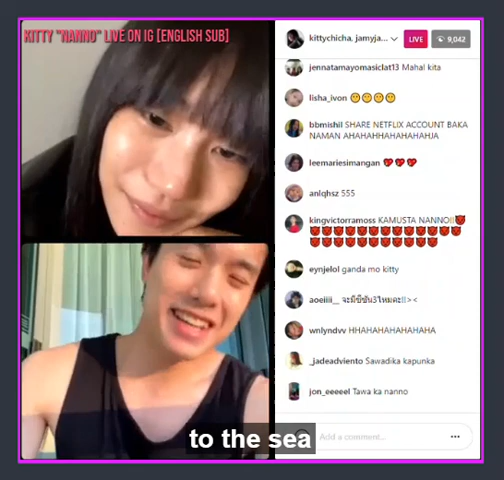 KITTY "NANNO" LIVE ON IG [ENGLISH SUB]
kittychicha, jamyja...
LIVE
9,042
jennatamayomasiclat13 Mahal kita
lisha_ivon
bbmishil SHARE NETFLIX ACCOUNT BAKA
NAMAN AHAHAHHAHAHAHAHJA
leemariesimangan
anlqhsz 555
kingvictorramoss KAMUSTA NANNO!!
eynjelol ganda mo kitty
aoeiiii__ จะมีซีซัน3ไหมคะ!! > <
wnlyndvv HHAHAHAHAHAHAHA
_jadeadviento Sawadika kapunka
jon_eeeeel Tawa ka nanno
to the sea
Add a comment...